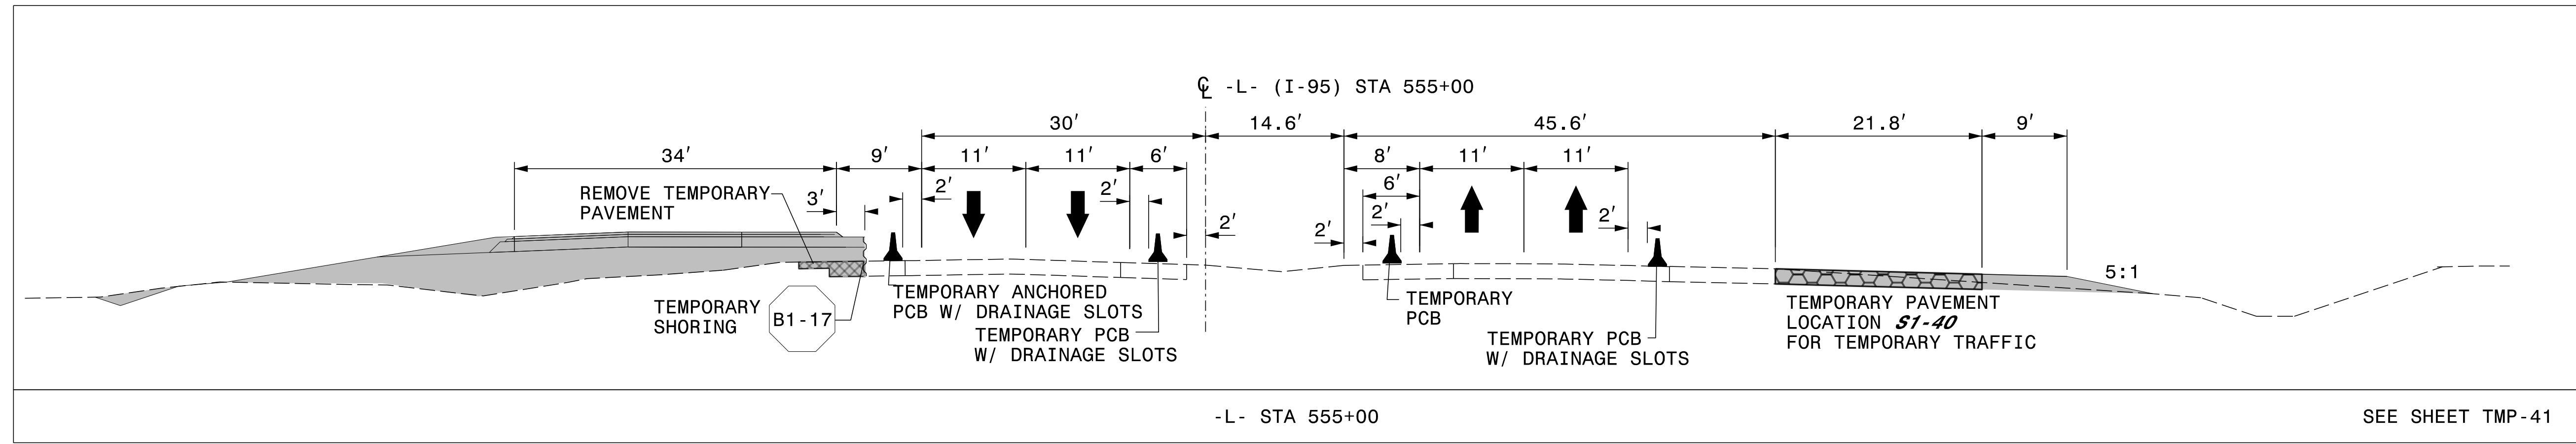 ℄ -L- (I-95) STA 555+00
30′ 14.6′ 45.6′ 21.8′ 9′
34′ 9′ 11′ 11′ 6′ 8′ 11′ 11′
REMOVE TEMPORARY
PAVEMENT
3′ 2′ 2′ 2′ 2′ 6′ 2′ 2′
5:1
TEMPORARY
SHORING
B1-17
TEMPORARY ANCHORED
PCB W/ DRAINAGE SLOTS
TEMPORARY PCB
W/ DRAINAGE SLOTS
TEMPORARY
PCB
TEMPORARY PCB
W/ DRAINAGE SLOTS
TEMPORARY PAVEMENT
LOCATION S1-40
FOR TEMPORARY TRAFFIC
-L- STA 555+00
SEE SHEET TMP-41